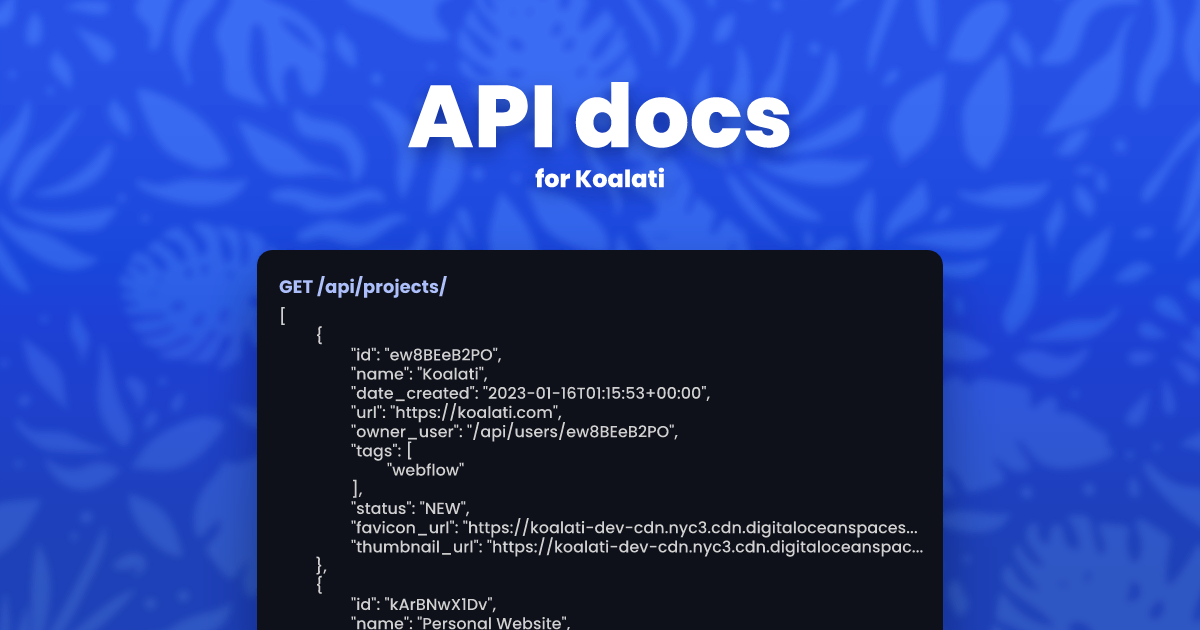 API docs
for Koalati
GET /api/projects/
[
{
"id": "ew8BEeB2PO",
"name": "Koalati",
"date_created": "2023-01-16T01:15:53+00:00",
"url": "https://koalati.com",
"owner_user": "/api/users/ew8BEeB2PO",
"tags": [
"webflow"
],
"status": "NEW",
"favicon_url": "https://koalati-dev-cdn.nyc3.cdn.digitaloceanspaces...
"thumbnail_url": "https://koalati-dev-cdn.nyc3.cdn.digitaloceanspac...
},
{
"id": "kArBNwX1Dv",
"name": "Personal Website",